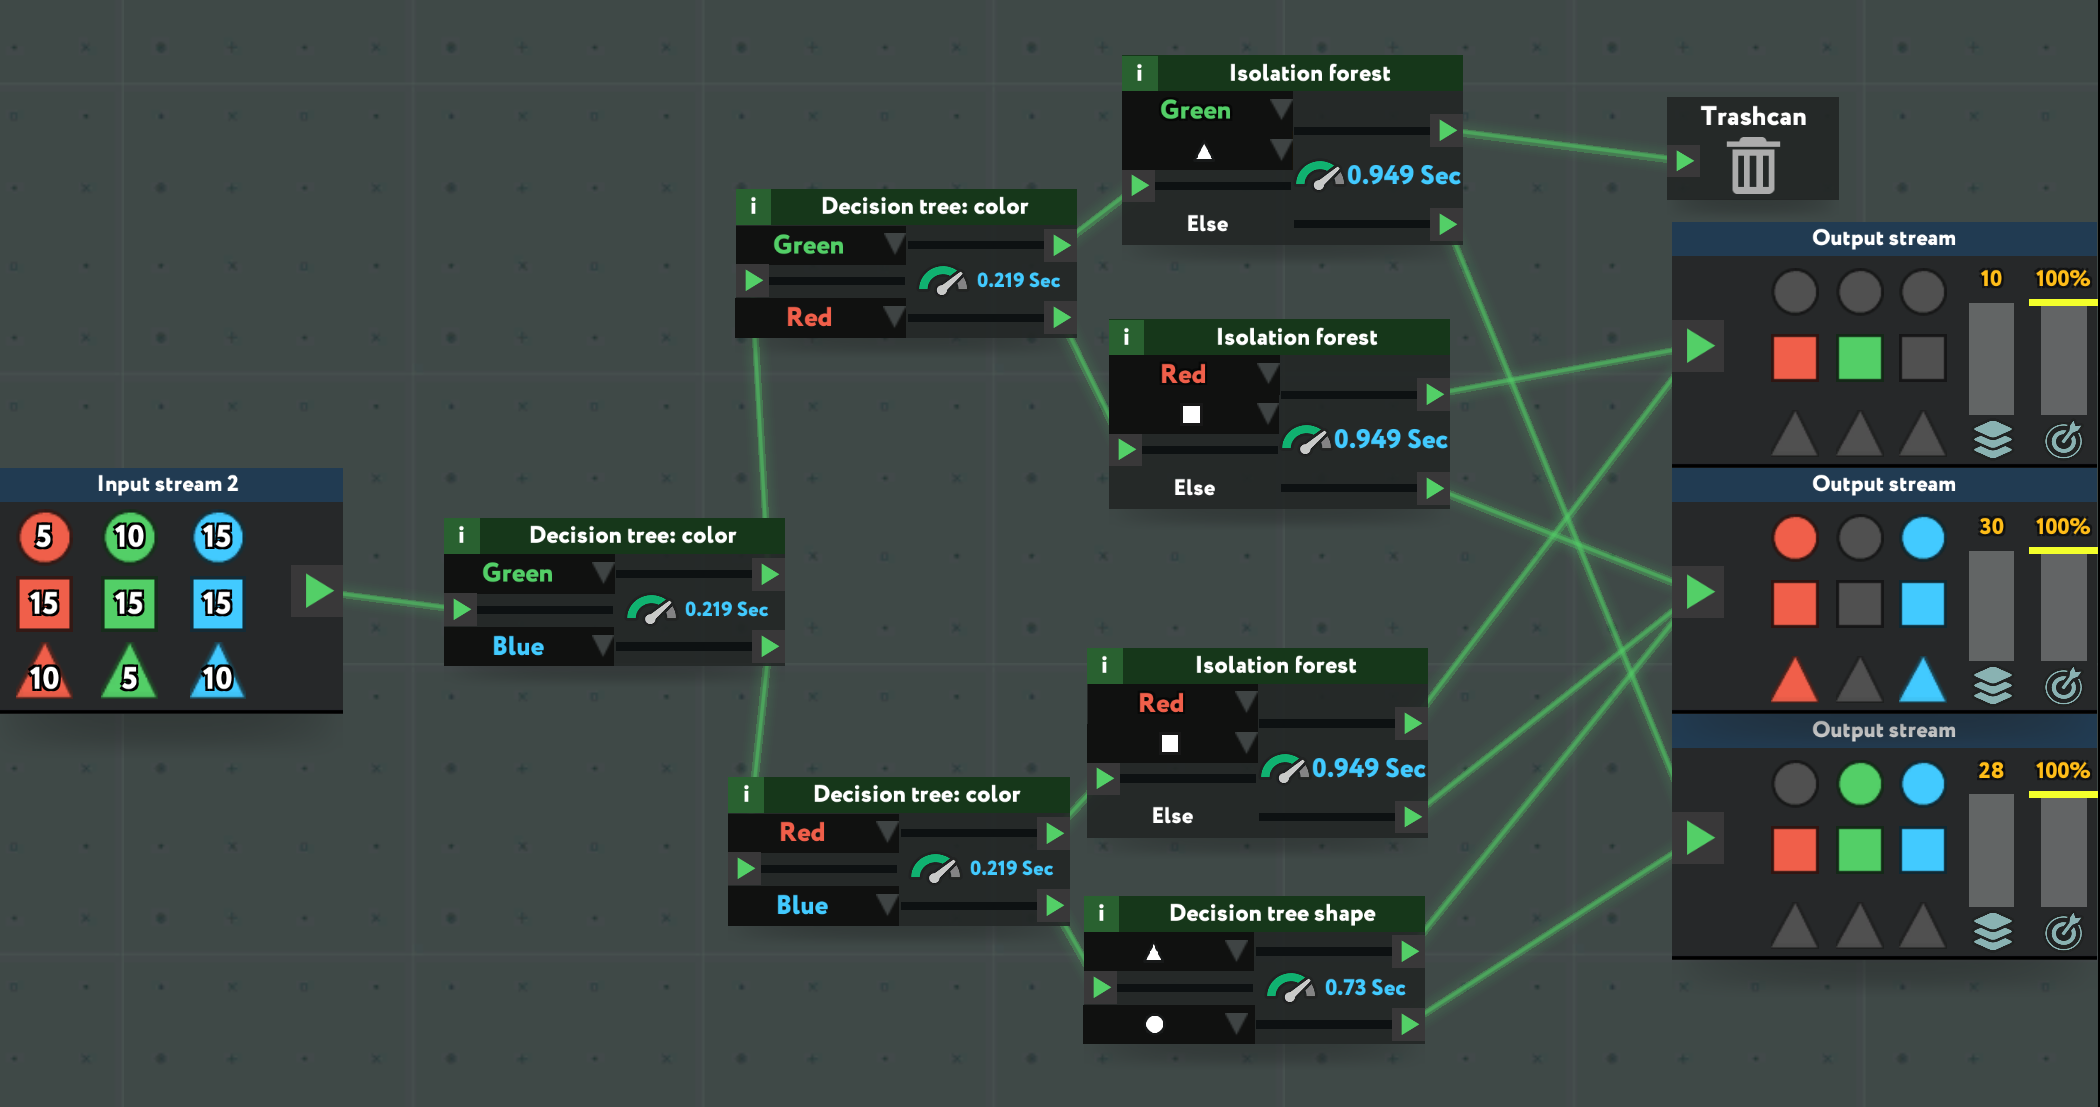 Input stream 2
5 10 15
15 15 15
10 5 10
i Decision tree: color
Green
0.219 Sec
Blue
i Decision tree: color
Green
0.219 Sec
Red
i Decision tree: color
Red
0.219 Sec
Blue
i Isolation forest
Green
0.949 Sec
Else
i Isolation forest
Red
0.949 Sec
Else
i Isolation forest
Red
0.949 Sec
Else
i Decision tree shape
0.73 Sec
Trashcan
Output stream
10 100%
Output stream
30 100%
Output stream
28 100%